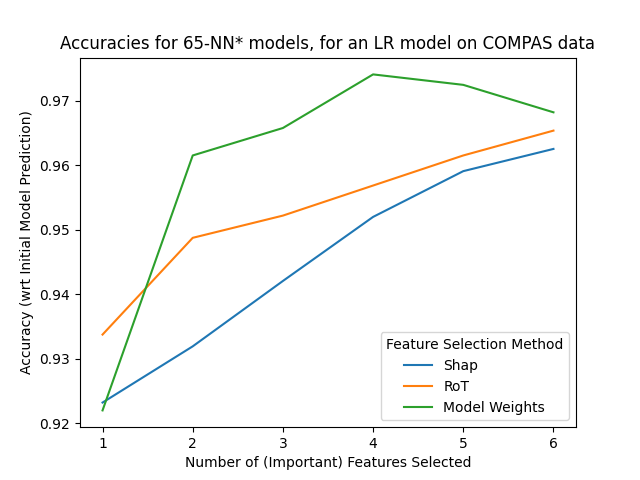 Accuracies for 65-NN* models, for an LR model on COMPAS data
Accuracy (wrt Initial Model Prediction)
0.97
0.96
0.95
0.94
0.93
0.92
Feature Selection Method
Shap
RoT
Model Weights
1 2 3 4 5 6
Number of (Important) Features Selected